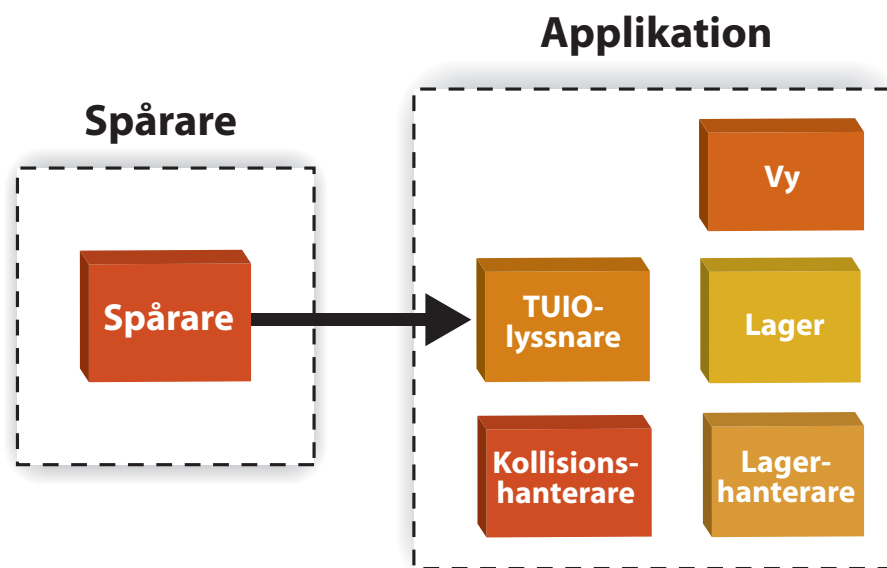 Applikation
Spårare
Vy
Spårare
TUIO-
lyssnare
Lager
Kollisions-
hanterare
Lager-
hanterare